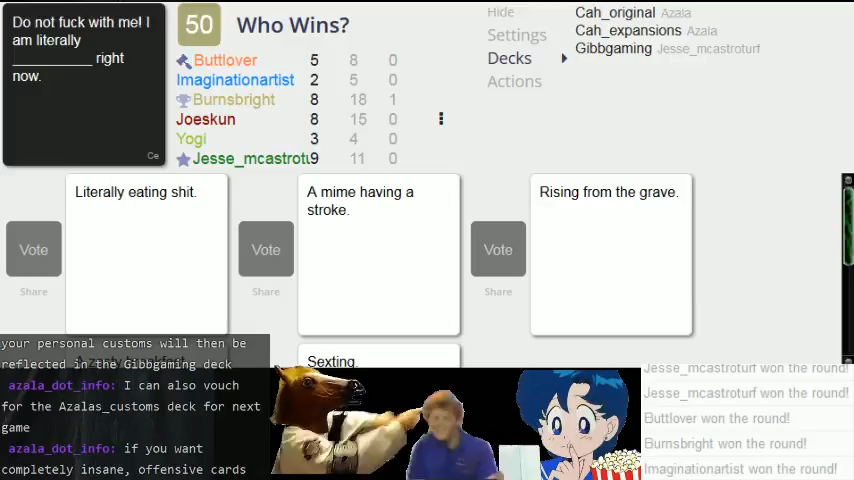 Do not fuck with me! I
am literally
__________ right
now.
Ce
50
Who Wins?
Buttlover 5 8 0
Imaginationartist 2 5 0
Burnsbright 8 18 1
Joeskun 8 15 0
Yogi 3 4 0
Jesse_mcastrotu 9 11 0
Hide
Settings
Decks
Actions
Cah_original Azala
Cah_expansions Azala
Gibbgaming Jesse_mcastroturf
Vote
Share
Literally eating shit.
Vote
Share
A mime having a
stroke.
Vote
Share
Rising from the grave.
Sexting.
your personal customs will then be
reflected in the Gibbgaming deck
azala_dot_info: I can also vouch
for the Azalas_customs deck for next
game
azala_dot_info: if you want
completely insane, offensive cards
Jesse_mcastroturf won the round!
Jesse_mcastroturf won the round!
Buttlover won the round!
Burnsbright won the round!
Imaginationartist won the round!